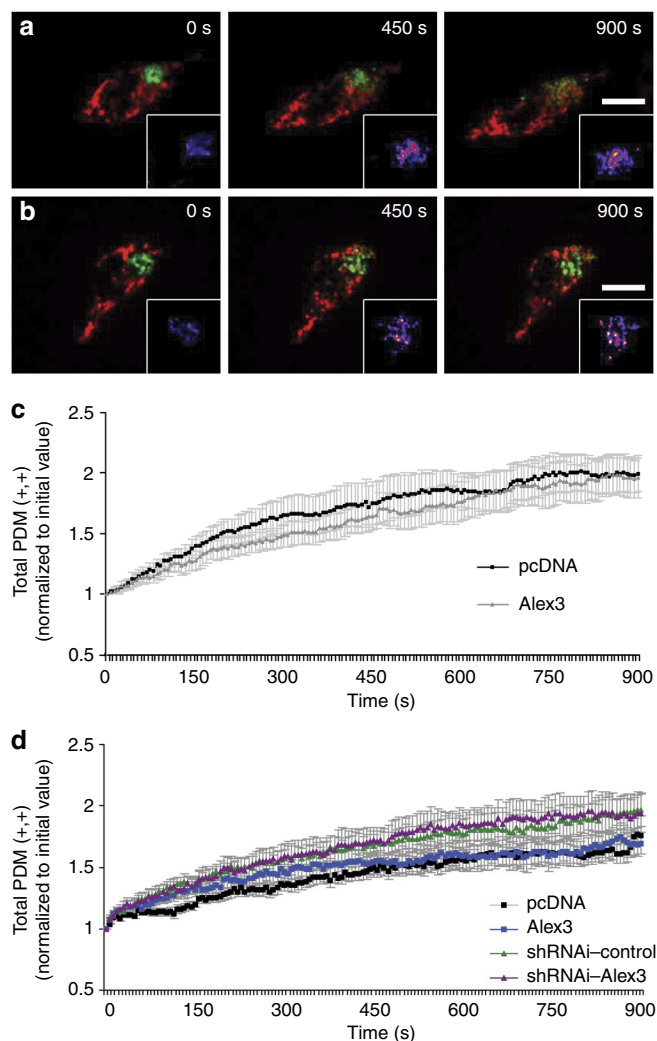 a
0 s
450 s
900 s
b
0 s
450 s
900 s
c
2.5
2
1.5
1
0.5
Total PDM (+,+)
(normalized to initial value)
pcDNA
Alex3
0 150 300 450 600 750 900
Time (s)
d
2.5
2
1.5
1
0.5
Total PDM (+,+)
(normalized to initial value)
pcDNA
Alex3
shRNAi–control
shRNAi–Alex3
0 150 300 450 600 750 900
Time (s)